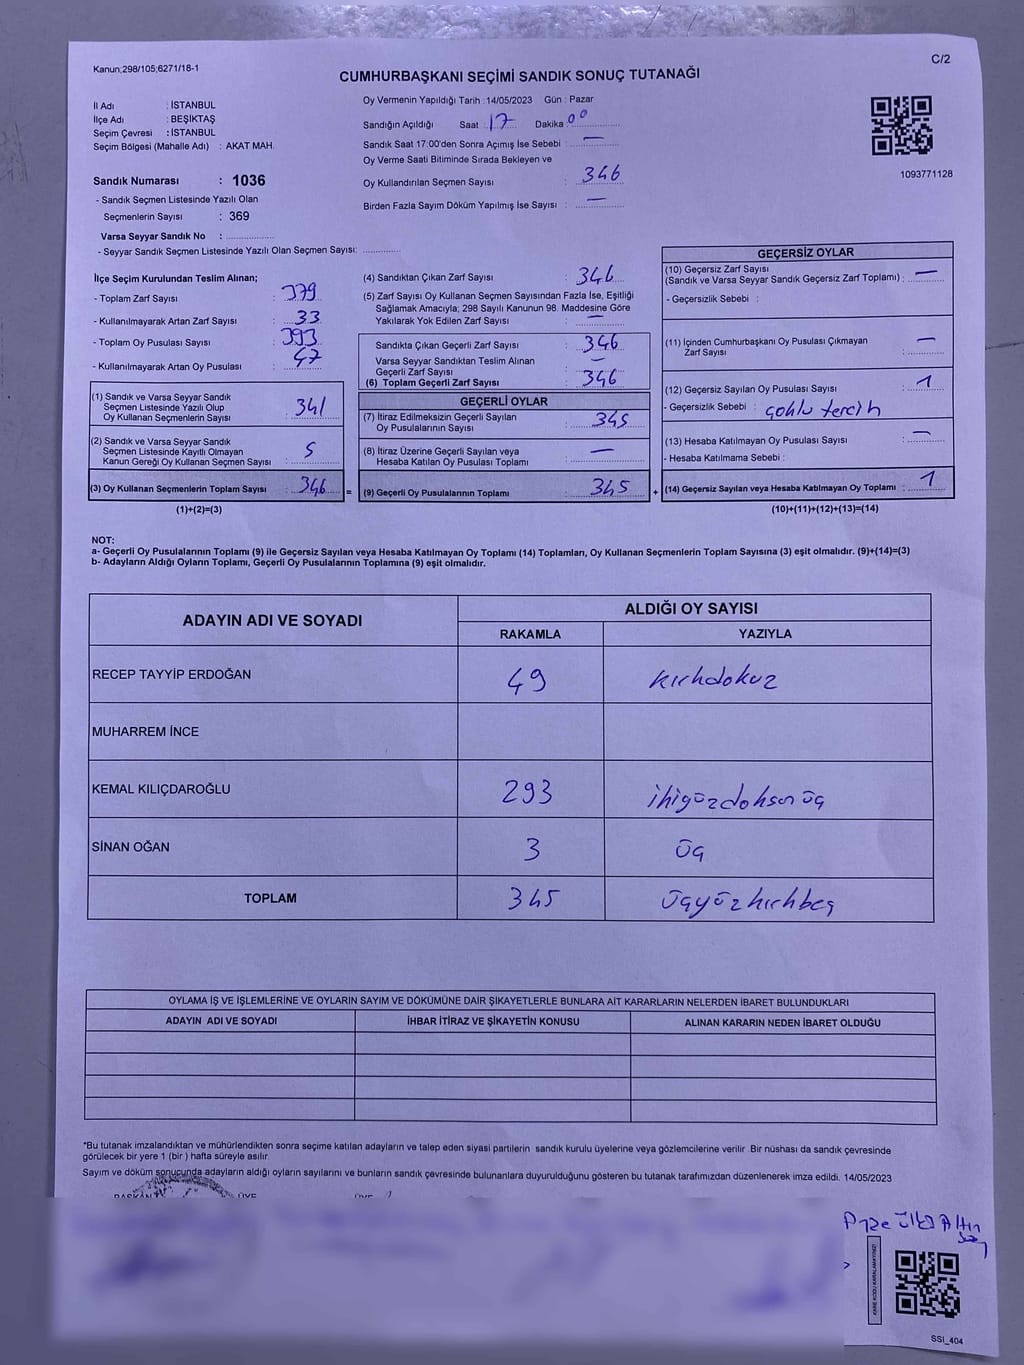 Kanun;298/105;6271/18-1
C/2
CUMHURBAŞKANI SEÇİMİ SANDIK SONUÇ TUTANAĞI
İl Adı : İSTANBUL
İlçe Adı : BEŞİKTAŞ
Seçim Çevresi : İSTANBUL
Seçim Bölgesi (Mahalle Adı) : AKAT MAH.
Sandık Numarası : 1036
- Sandık Seçmen Listesinde Yazılı Olan
Seçmenlerin Sayısı : 369
Varsa Seyyar Sandık No :
- Seyyar Sandık Seçmen Listesinde Yazılı Olan Seçmen Sayısı:
Oy Vermenin Yapıldığı Tarih : 14/05/2023 Gün : Pazar
Sandığın Açıldığı Saat : 17 Dakika : 00
Sandık Saat 17:00'den Sonra Açımış İse Sebebi : —
Oy Verme Saati Bitiminde Sırada Bekleyen ve
Oy Kullandırılan Seçmen Sayısı : 346
Birden Fazla Sayım Döküm Yapılmış İse Sayısı : —
1093771128
İlçe Seçim Kurulundan Teslim Alınan;
- Toplam Zarf Sayısı : 379
- Kullanılmayarak Artan Zarf Sayısı : 33
- Toplam Oy Pusulası Sayısı : 393
- Kullanılmayarak Artan Oy Pusulası : 47
(1) Sandık ve Varsa Seyyar Sandık
Seçmen Listesinde Yazılı Olup
Oy Kullanan Seçmenlerin Sayısı : 341
(2) Sandık ve Varsa Seyyar Sandık
Seçmen Listesinde Kayıtlı Olmayan
Kanun Gereği Oy Kullanan Seçmen Sayısı : 5
(3) Oy Kullanan Seçmenlerin Toplam Sayısı : 346 =
(1)+(2)=(3)
(4) Sandıktan Çıkan Zarf Sayısı : 346
(5) Zarf Sayısı Oy Kullanan Seçmen Sayısından Fazla İse, Eşitliği
Sağlamak Amacıyla; 298 Sayılı Kanunun 98. Maddesine Göre
Yakılarak Yok Edilen Zarf Sayısı : —
Sandıkta Çıkan Geçerli Zarf Sayısı : 346
Varsa Seyyar Sandıktan Teslim Alınan
Geçerli Zarf Sayısı : —
(6) Toplam Geçerli Zarf Sayısı : 346
GEÇERLİ OYLAR
(7) İtiraz Edilmeksizin Geçerli Sayılan
Oy Pusulalarının Sayısı : 345
(8) İtiraz Üzerine Geçerli Sayılan veya
Hesaba Katılan Oy Pusulası Toplamı : —
(9) Geçerli Oy Pusulalarının Toplamı : 345 +
GEÇERSİZ OYLAR
(10) Geçersiz Zarf Sayısı
(Sandık ve Varsa Seyyar Sandık Geçersiz Zarf Toplamı) : —
- Geçersizlik Sebebi :
(11) İçinden Cumhurbaşkanı Oy Pusulası Çıkmayan
Zarf Sayısı : —
(12) Geçersiz Sayılan Oy Pusulası Sayısı : 1
- Geçersizlik Sebebi : çoklu tercih
(13) Hesaba Katılmayan Oy Pusulası Sayısı : —
- Hesaba Katılmama Sebebi :
(14) Geçersiz Sayılan veya Hesaba Katılmayan Oy Toplamı : 1
(10)+(11)+(12)+(13)=(14)
NOT:
a- Geçerli Oy Pusulalarının Toplamı (9) ile Geçersiz Sayılan veya Hesaba Katılmayan Oy Toplamı (14) Toplamları, Oy Kullanan Seçmenlerin Toplam Sayısına (3) eşit olmalıdır. (9)+(14)=(3)
b- Adayların Aldığı Oyların Toplamı, Geçerli Oy Pusulalarının Toplamına (9) eşit olmalıdır.
ADAYIN ADI VE SOYADI
ALDIĞI OY SAYISI
RAKAMLA YAZIYLA
RECEP TAYYİP ERDOĞAN 49 kırkdokuz
MUHARREM İNCE
KEMAL KILIÇDAROĞLU 293 ikiyüzdoksanüç
SİNAN OĞAN 3 üç
TOPLAM 345 üçyüzkırkbeş
OYLAMA İŞ VE İŞLEMLERİNE VE OYLARIN SAYIM VE DÖKÜMÜNE DAİR ŞİKAYETLERLE BUNLARA AİT KARARLARIN NELERDEN İBARET BULUNDUKLARI
ADAYIN ADI VE SOYADI İHBAR İTİRAZ VE ŞİKAYETİN KONUSU ALINAN KARARIN NEDEN İBARET OLDUĞU
*Bu tutanak imzalandıktan ve mühürlendikten sonra seçime katılan adayların ve talep eden siyasi partilerin sandık kurulu üyelerine veya gözlemcilerine verilir .Bir nüshası da sandık çevresinde
görülecek bir yere 1 (bir ) hafta süreyle asılır.
Sayım ve döküm sonucunda adayların aldığı oyların sayılarını ve bunların sandık çevresinde bulunanlara duyurulduğunu gösteren bu tutanak tarafımızdan düzenlenerek imza edildi. 14/05/2023
BAŞKAN ÜYE ÜYE
KARE KODU KARALAMAYINIZ!
SSI_404